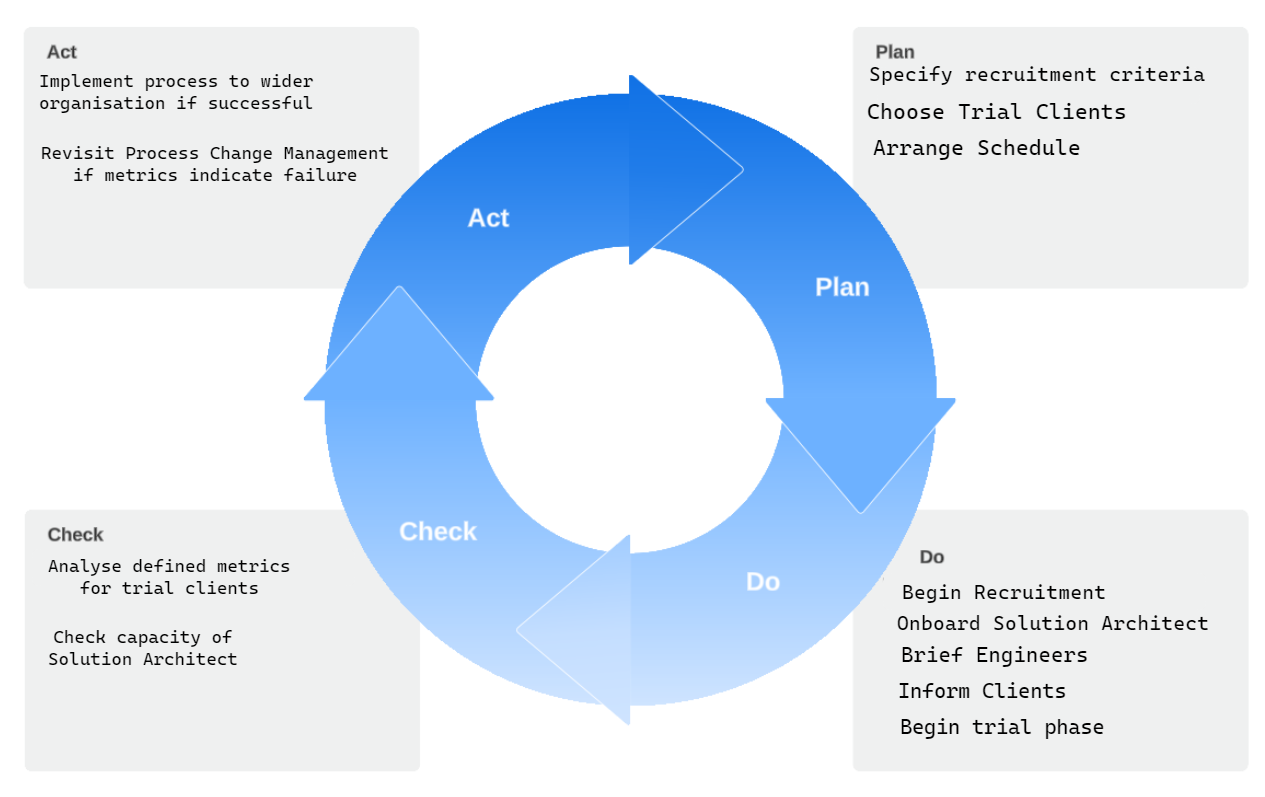 Act
Implement process to wider
organisation if successful
Revisit Process Change Management
if metrics indicate failure
Plan
Specify recruitment criteria
Choose Trial Clients
Arrange Schedule
Act
Plan
Check
Do
Check
Analyse defined metrics
for trial clients
Check capacity of
Solution Architect
Do
Begin Recruitment
Onboard Solution Architect
Brief Engineers
Inform Clients
Begin trial phase